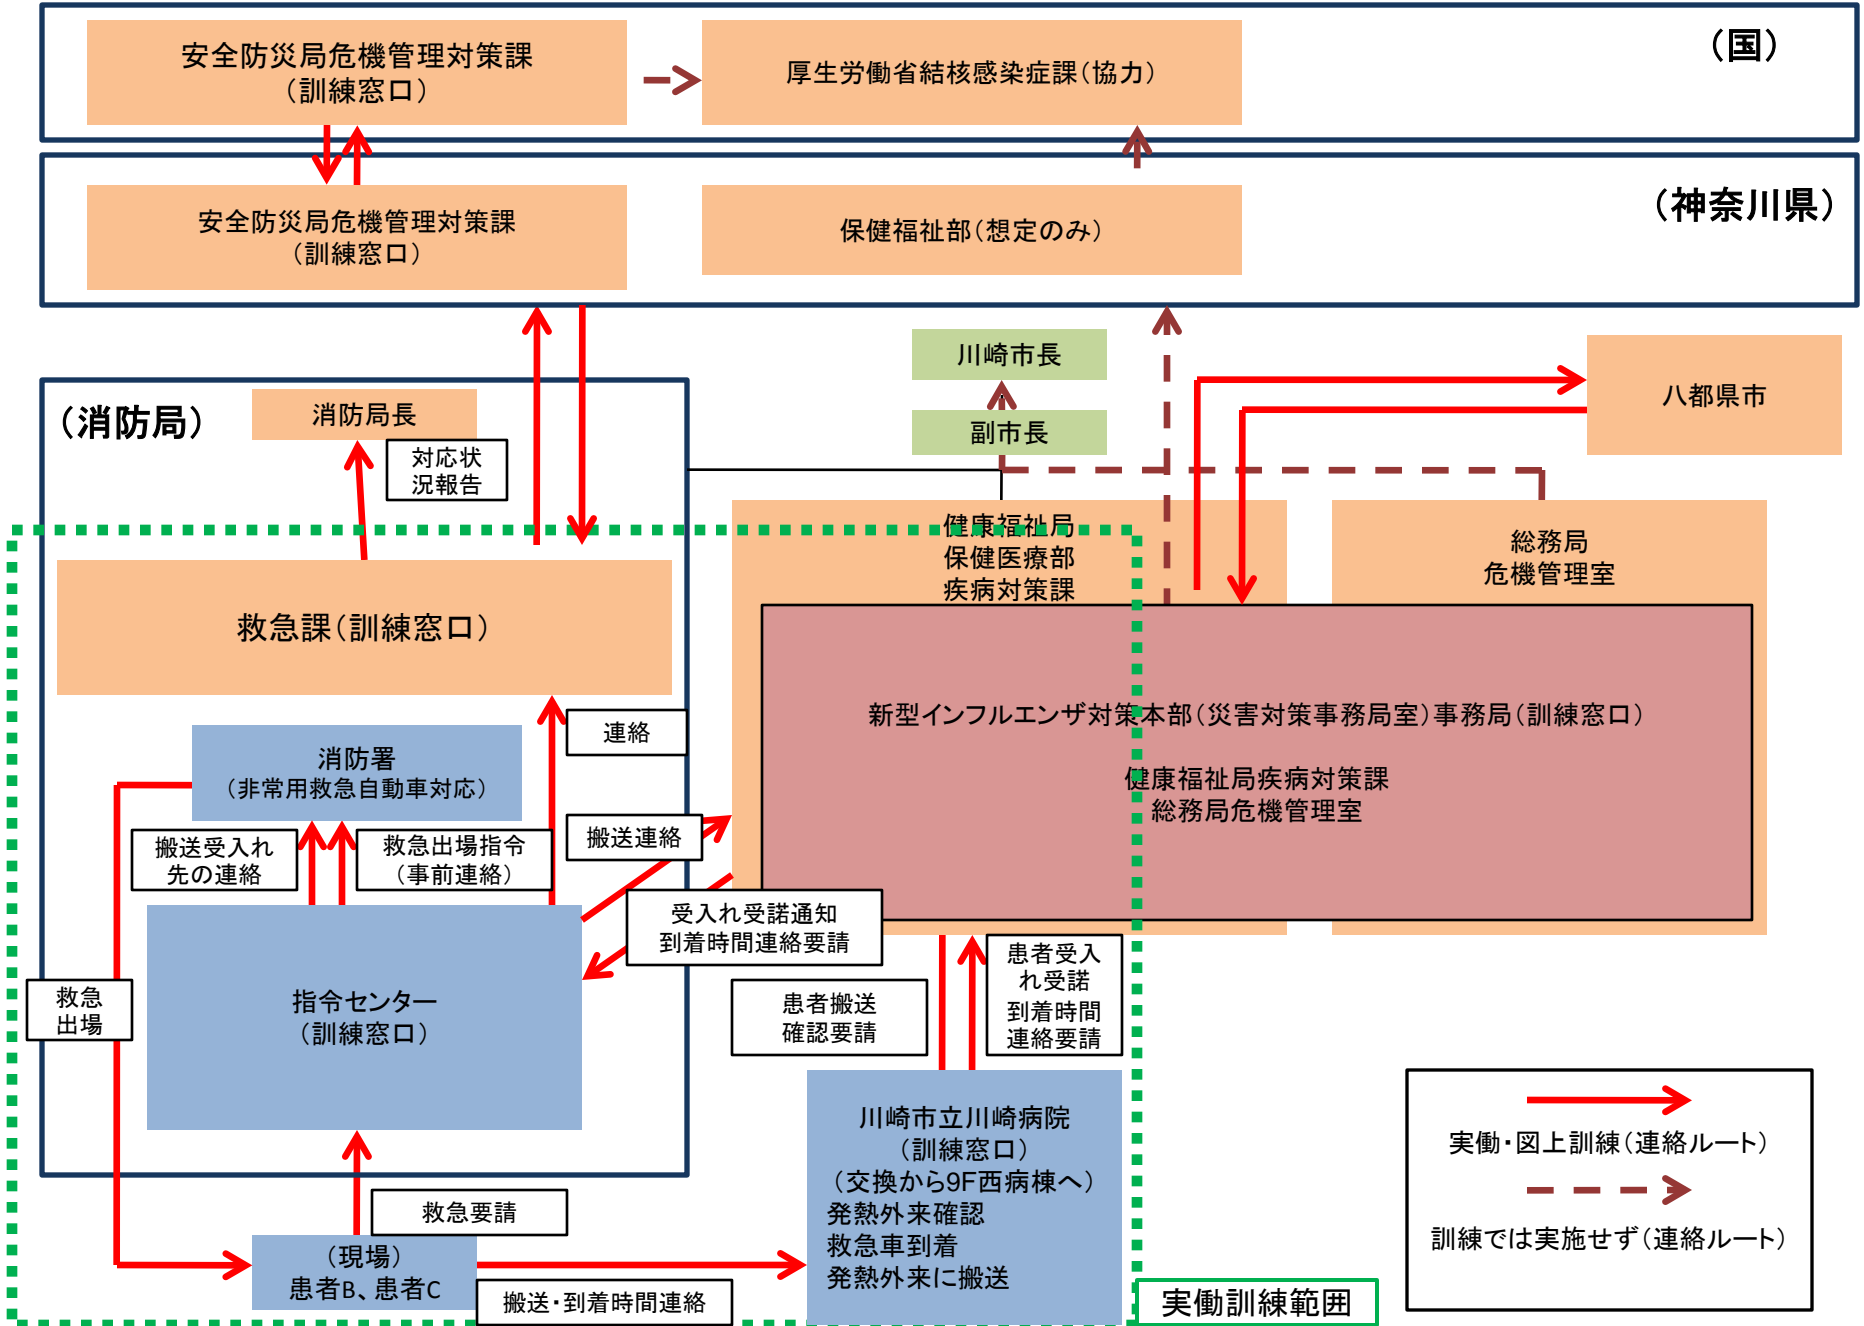 安全防災局危機管理対策課
（訓練窓口）
厚生労働省結核感染症課（協力）
（国）
安全防災局危機管理対策課
（訓練窓口）
保健福祉部（想定のみ）
（神奈川県）
川崎市長
副市長
八都県市
（消防局）
消防局長
対応状
況報告
健康福祉局
保健医療部
疾病対策課
総務局
危機管理室
救急課（訓練窓口）
新型インフルエンザ対策本部（災害対策事務局室）事務局（訓練窓口）
健康福祉局疾病対策課
総務局危機管理室
連絡
消防署
（非常用救急自動車対応）
搬送連絡
搬送受入れ
先の連絡
救急出場指令
（事前連絡）
受入れ受諾通知
到着時間連絡要請
救急
出場
指令センター
（訓練窓口）
患者搬送
確認要請
患者受入
れ受諾
到着時間
連絡要請
川崎市立川崎病院
（訓練窓口）
（交換から9F西病棟へ）
発熱外来確認
救急車到着
発熱外来に搬送
救急要請
（現場）
患者B、患者C
搬送・到着時間連絡
実働訓練範囲
実働・図上訓練（連絡ルート）
訓練では実施せず（連絡ルート）